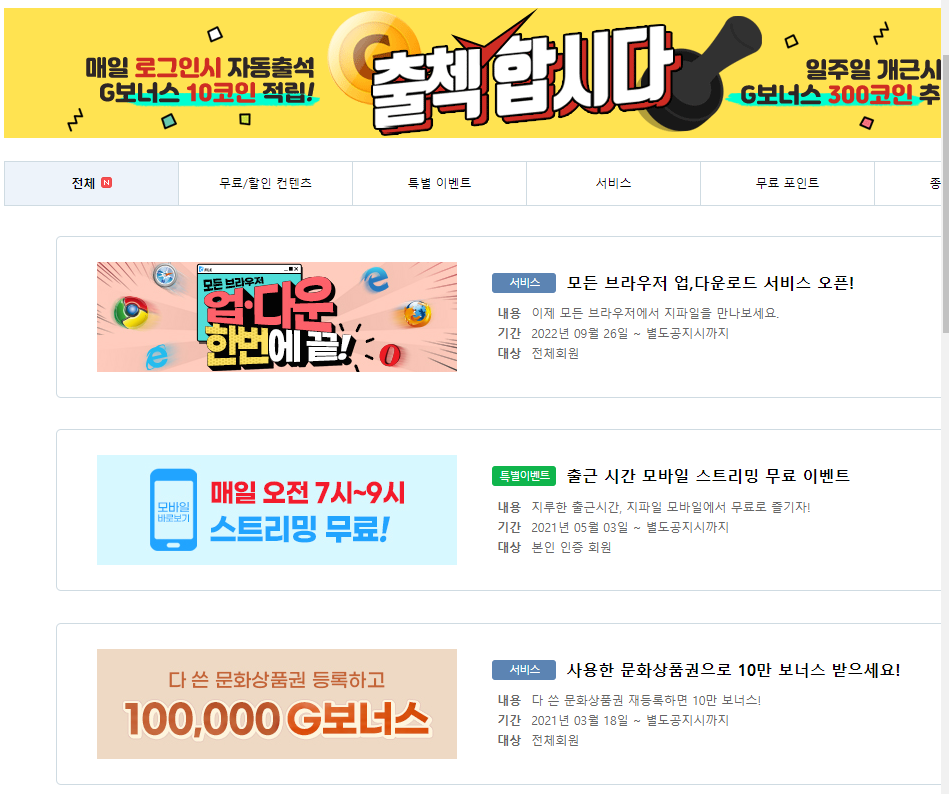 매일 로그인시 자동출석
G보너스 10코인 적립!
출첵 합시다
일주일 개근시
G보너스 300코인 추
전체 N
무료/할인 컨텐츠
특별 이벤트
서비스
무료 포인트
종
모든 브라우저
업·다운
한번에 끝!
서비스 모든 브라우저 업,다운로드 서비스 오픈!
내용 이제 모든 브라우저에서 지파일을 만나보세요.
기간 2022년 09월 26일 ~ 별도공지시까지
대상 전체회원
모바일
바로보기
매일 오전 7시~9시
스트리밍 무료!
특별이벤트 출근 시간 모바일 스트리밍 무료 이벤트
내용 지루한 출근시간, 지파일 모바일에서 무료로 즐기자!
기간 2021년 05월 03일 ~ 별도공지시까지
대상 본인 인증 회원
다 쓴 문화상품권 등록하고
100,000 G보너스
서비스 사용한 문화상품권으로 10만 보너스 받으세요!
내용 다 쓴 문화상품권 재등록하면 10만 보너스!
기간 2021년 03월 18일 ~ 별도공지시까지
대상 전체회원